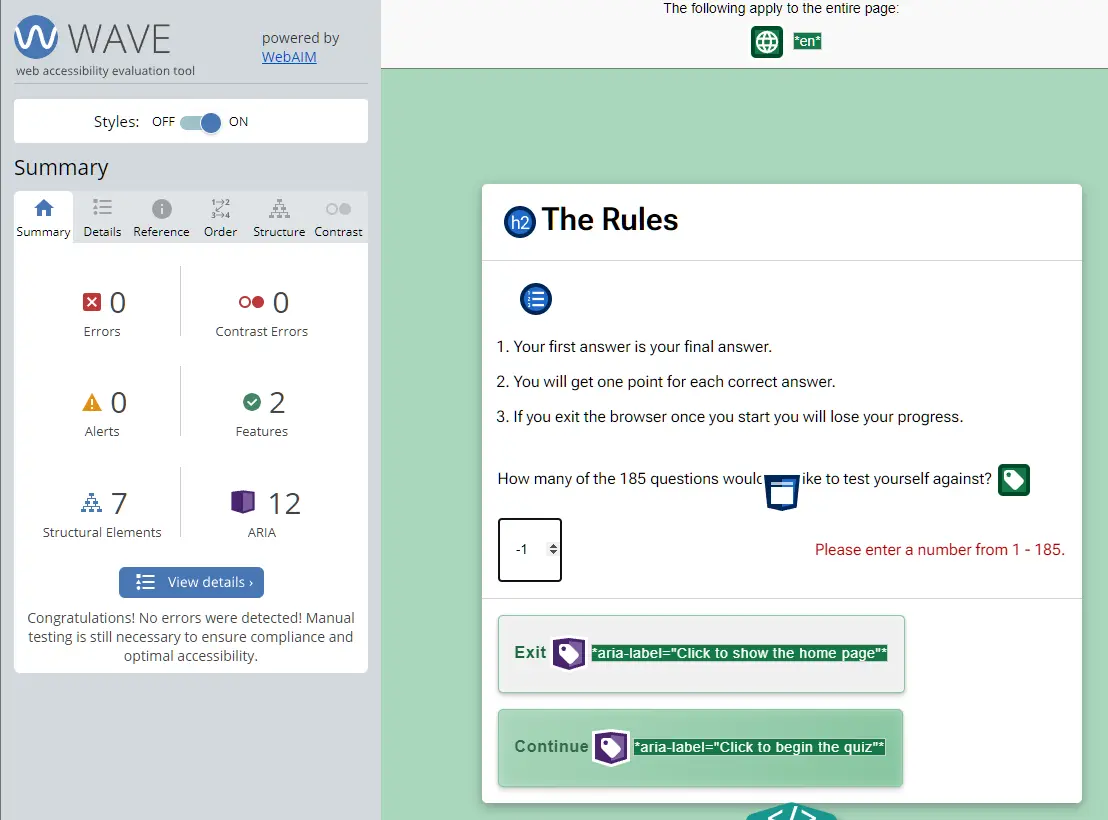 WAVE
powered by
WebAIM
web accessibility evaluation tool
Styles: OFF ON
Summary
Summary Details Reference Order Structure Contrast
0 Errors
0 Contrast Errors
0 Alerts
2 Features
7 Structural Elements
12 ARIA
View details ›
Congratulations! No errors were detected! Manual
testing is still necessary to ensure compliance and
optimal accessibility.
The following apply to the entire page:
*en*
h2 The Rules
1. Your first answer is your final answer.
2. You will get one point for each correct answer.
3. If you exit the browser once you start you will lose your progress.
How many of the 185 questions would ike to test yourself against?
-1
Please enter a number from 1 - 185.
Exit *aria-label="Click to show the home page"*
Continue *aria-label="Click to begin the quiz"*